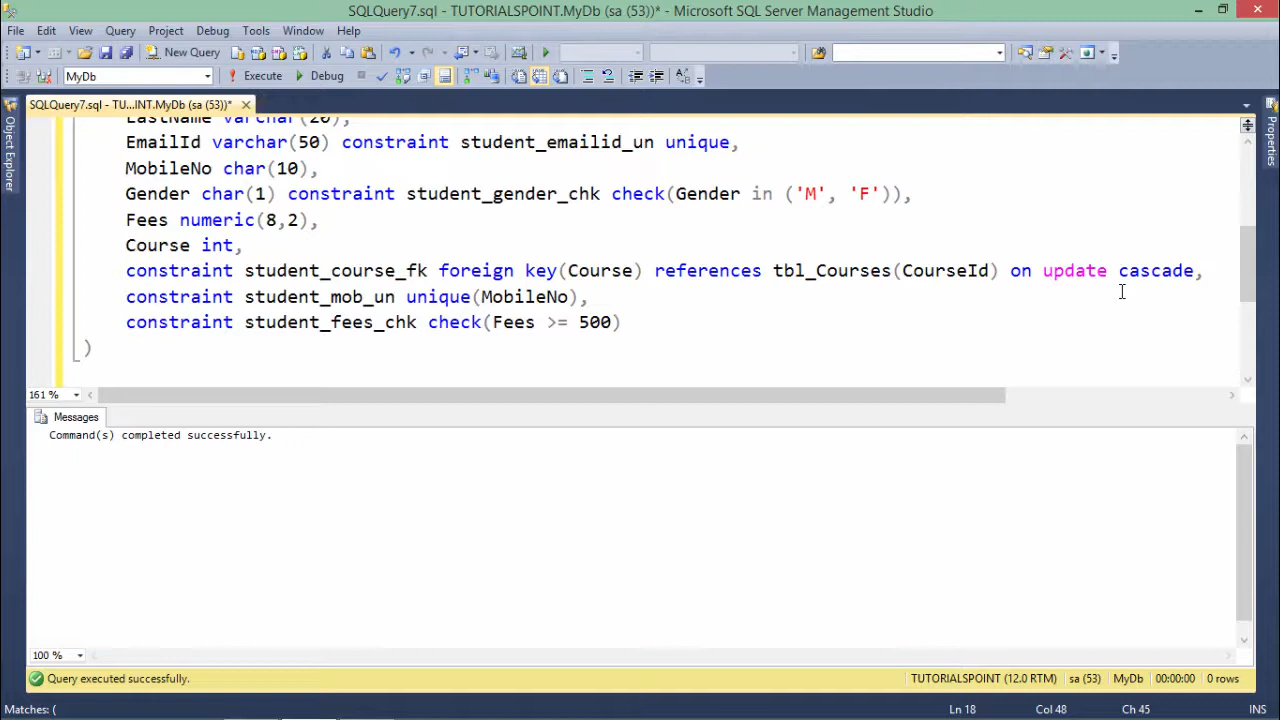 SQLQuery7.sql - TUTORIALSPOINT.MyDb (sa (53))* - Microsoft SQL Server Management Studio
File Edit View Query Project Debug Tools Window Help
New Query
MyDb Execute Debug
SQLQuery7.sql - TU...INT.MyDb (sa (53))*
Object Explorer
Properties
LastName varchar(20),
EmailId varchar(50) constraint student_emailid_un unique,
MobileNo char(10),
Gender char(1) constraint student_gender_chk check(Gender in ('M', 'F')),
Fees numeric(8,2),
Course int,
constraint student_course_fk foreign key(Course) references tbl_Courses(CourseId) on update cascade,
constraint student_mob_un unique(MobileNo),
constraint student_fees_chk check(Fees >= 500)
)
161 %
Messages
Command(s) completed successfully.
100 %
Query executed successfully. TUTORIALSPOINT (12.0 RTM) sa (53) MyDb 00:00:00 0 rows
Matches: ( Ln 18 Col 48 Ch 45 INS